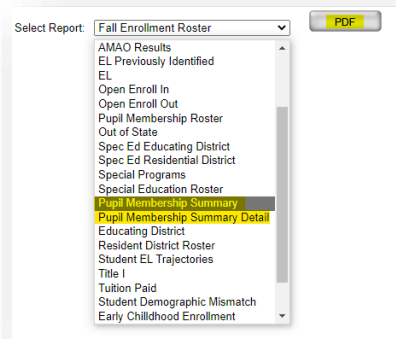 Select Report: Fall Enrollment Roster PDF
AMAO Results
EL Previously Identified
EL
Open Enroll In
Open Enroll Out
Pupil Membership Roster
Out of State
Spec Ed Educating District
Spec Ed Residential District
Special Programs
Special Education Roster
Pupil Membership Summary
Pupil Membership Summary Detail
Educating District
Resident District Roster
Student EL Trajectories
Title I
Tuition Paid
Student Demographic Mismatch
Early Chilldhood Enrollment